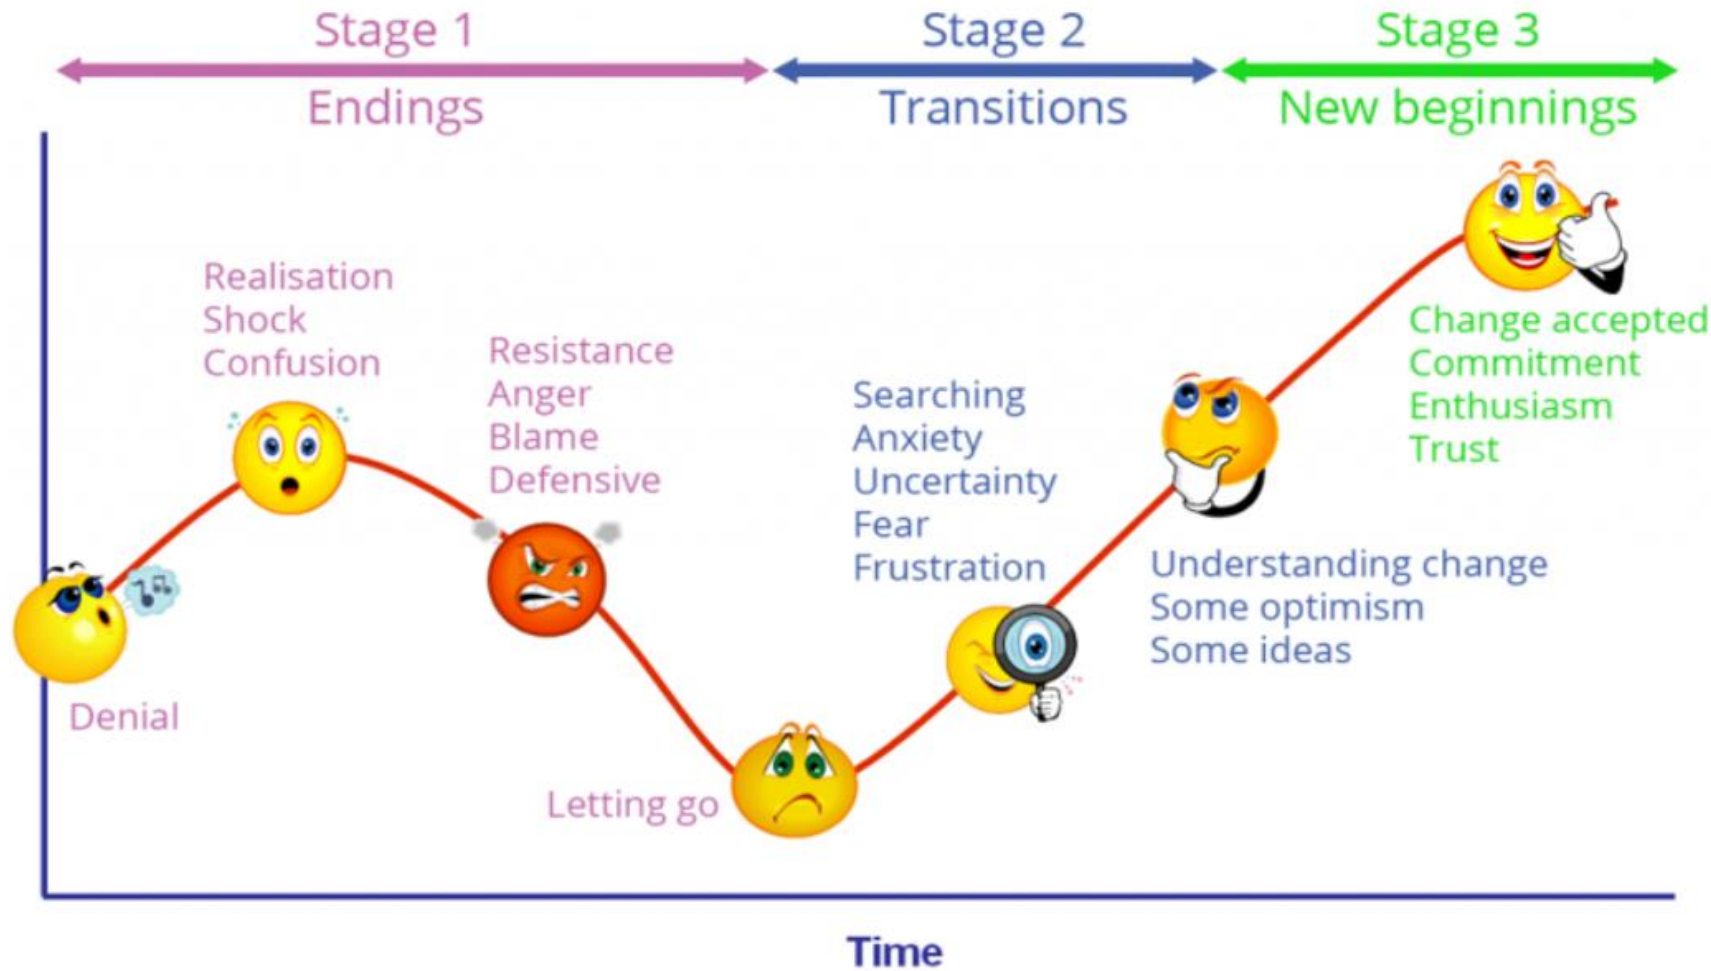 Stage 1
Endings
Stage 2
Transitions
Stage 3
New beginnings
Realisation
Shock
Confusion
Resistance
Anger
Blame
Defensive
Denial
Letting go
Searching
Anxiety
Uncertainty
Fear
Frustration
Understanding change
Some optimism
Some ideas
Change accepted
Commitment
Enthusiasm
Trust
Time